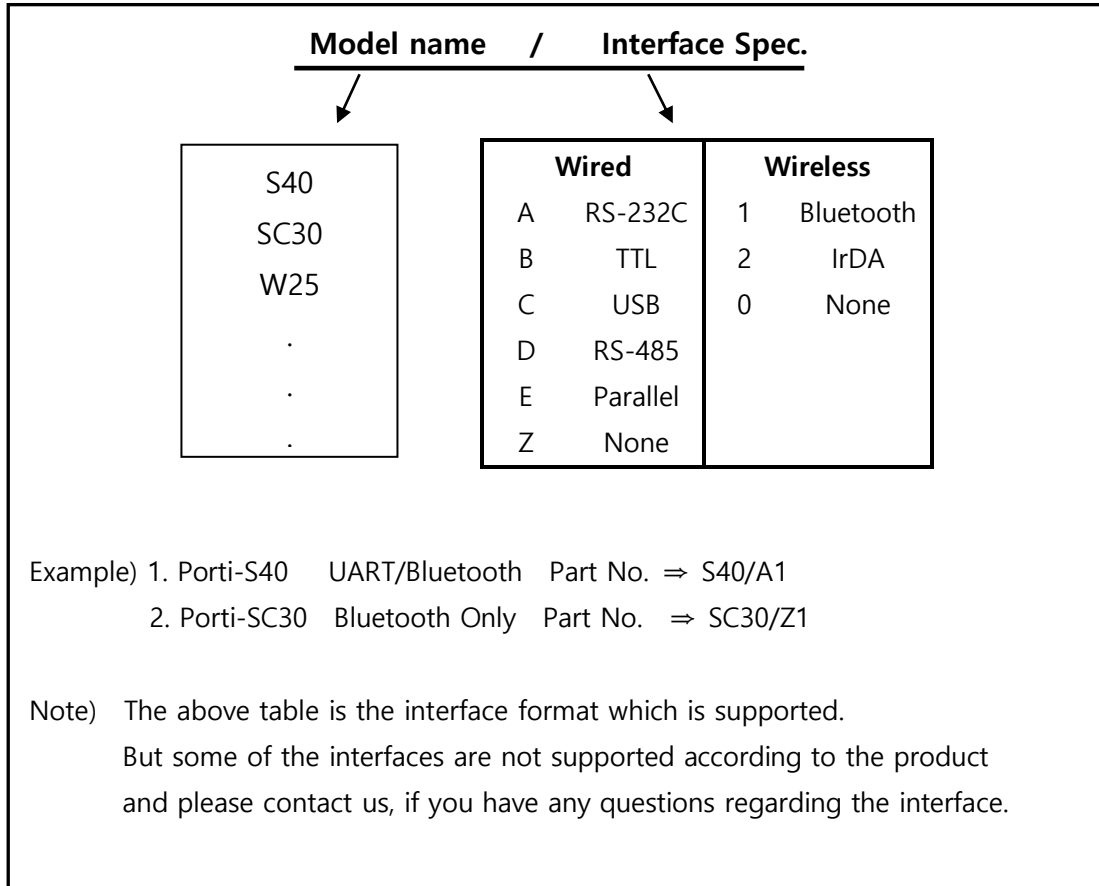 Model name / Interface Spec.
S40
SC30
W25
.
.
.
Wired Wireless
A RS-232C 1 Bluetooth
B TTL 2 IrDA
C USB 0 None
D RS-485
E Parallel
Z None
Example) 1. Porti-S40 UART/Bluetooth Part No. ⇒ S40/A1
2. Porti-SC30 Bluetooth Only Part No. ⇒ SC30/Z1
Note) The above table is the interface format which is supported.
But some of the interfaces are not supported according to the product
and please contact us, if you have any questions regarding the interface.